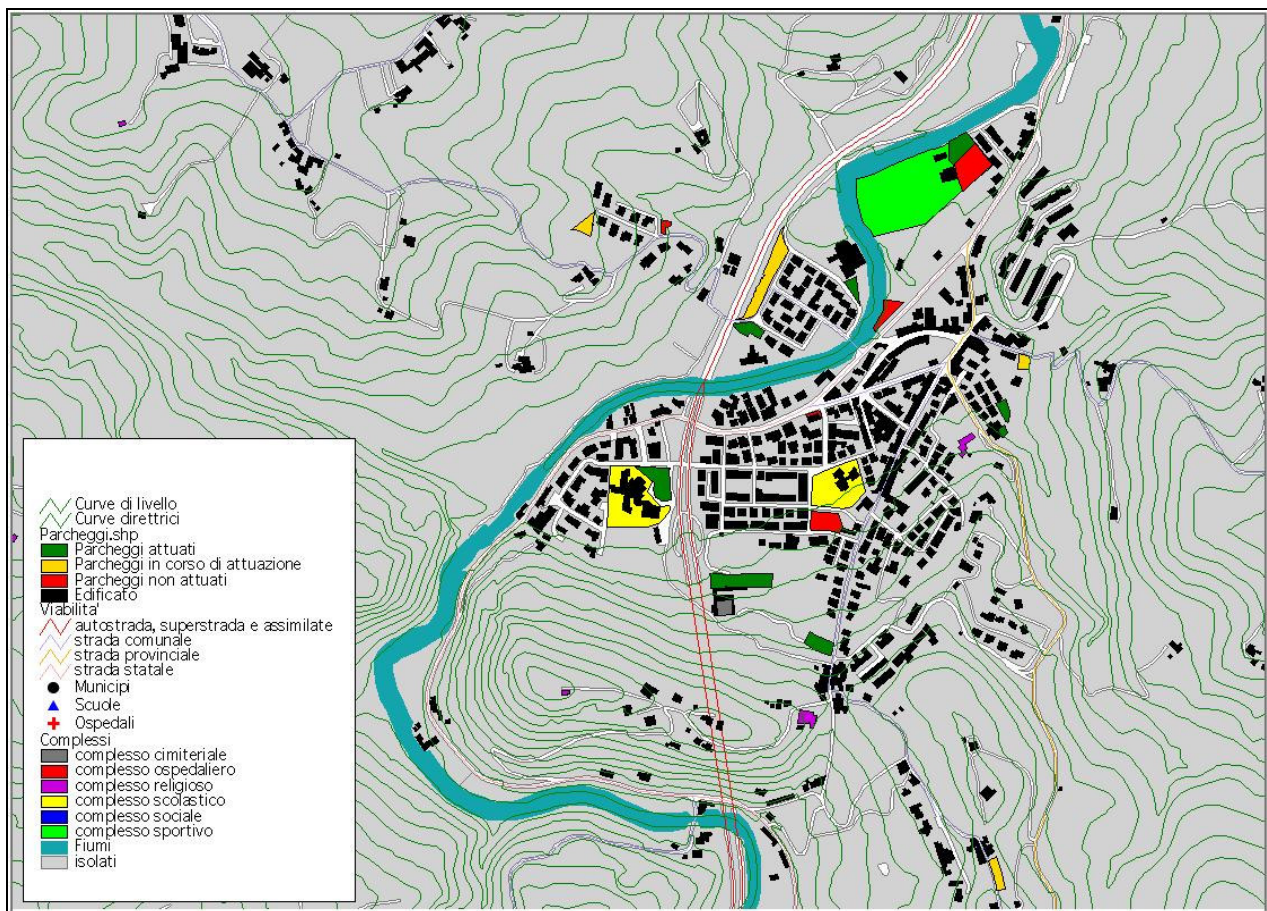 Curve di livello
Curve direttrici
Parcheggi.shp
Parcheggi attuati
Parcheggi in corso di attuazione
Parcheggi non attuati
Edificato
Viabilita'
autostrada, superstrada e assimilate
strada comunale
strada provinciale
strada statale
Municipi
Scuole
Ospedali
Complessi
complesso cimiteriale
complesso ospedaliero
complesso religioso
complesso scolastico
complesso sociale
complesso sportivo
Fiumi
isolati